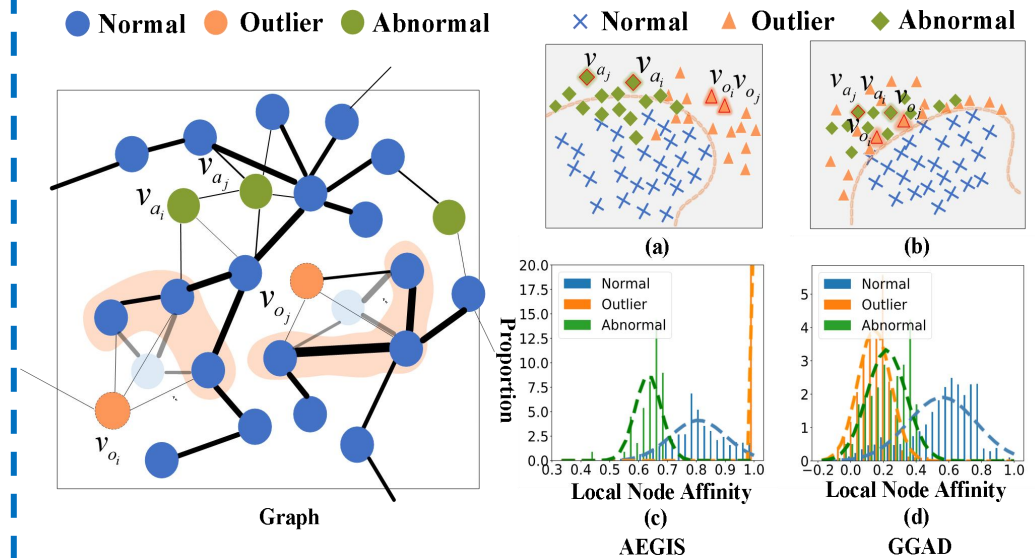 Normal Outlier Abnormal
v_{a_j}
v_{a_i}
v_{o_j}
v_{o_i}
Graph
Normal Outlier Abnormal
v_{a_j} v_{a_i} v_{o_i} v_{o_j}
(a)
v_{a_j} v_{a_i} v_{o_j}
v_{o_i}
(b)
20.0
17.5
15.0
12.5
10.0
7.5
5.0
2.5
0.0
Proportion
Normal
Outlier
Abnormal
0.3 0.4 0.5 0.6 0.7 0.8 0.9 1.0
Local Node Affinity
(c)
AEGIS
5
4
3
2
1
0
Normal
Outlier
Abnormal
−0.2 0.0 0.2 0.4 0.6 0.8 1.0
Local Node Affinity
(d)
GGAD